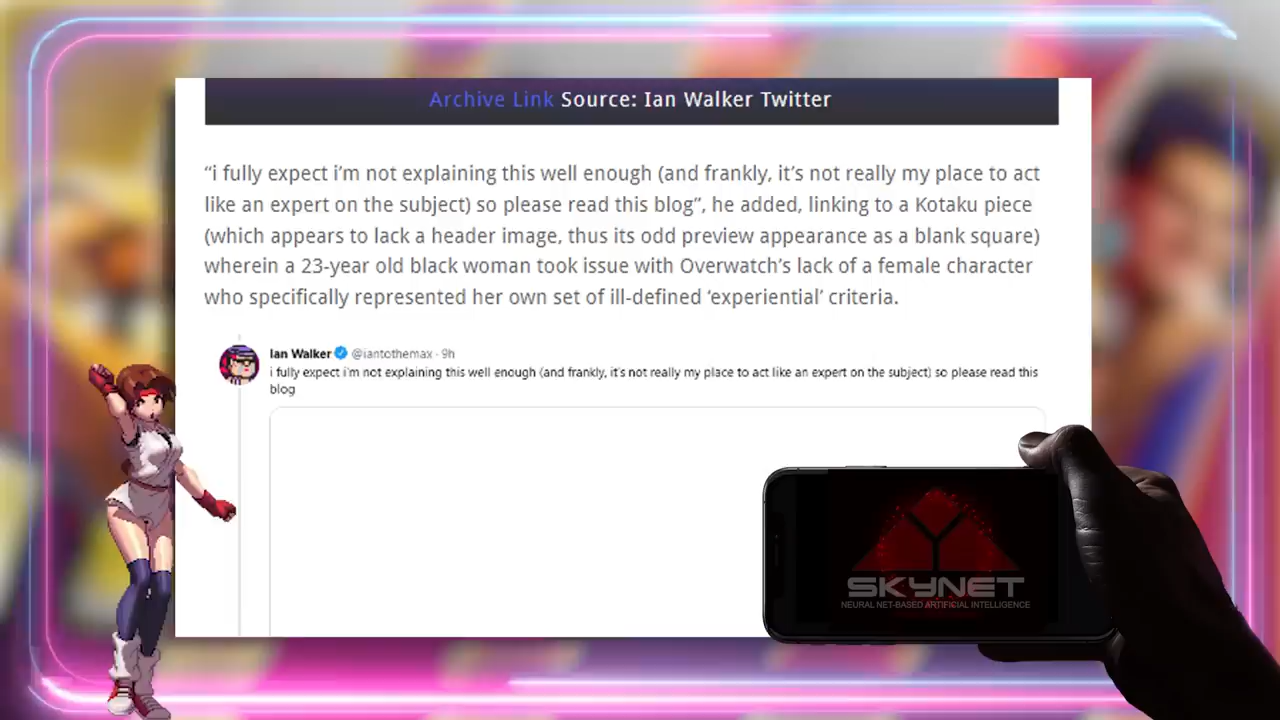 Archive Link Source: Ian Walker Twitter
“i fully expect i’m not explaining this well enough (and frankly, it’s not really my place to act
like an expert on the subject) so please read this blog”, he added, linking to a Kotaku piece
(which appears to lack a header image, thus its odd preview appearance as a blank square)
wherein a 23-year old black woman took issue with Overwatch’s lack of a female character
who specifically represented her own set of ill-defined ‘experiential’ criteria.
Ian Walker @iantothemax · 9h
i fully expect i'm not explaining this well enough (and frankly, it's not really my place to act like an expert on the subject) so please read this
blog
SKYNET
NEURAL NET-BASED ARTIFICIAL INTELLIGENCE